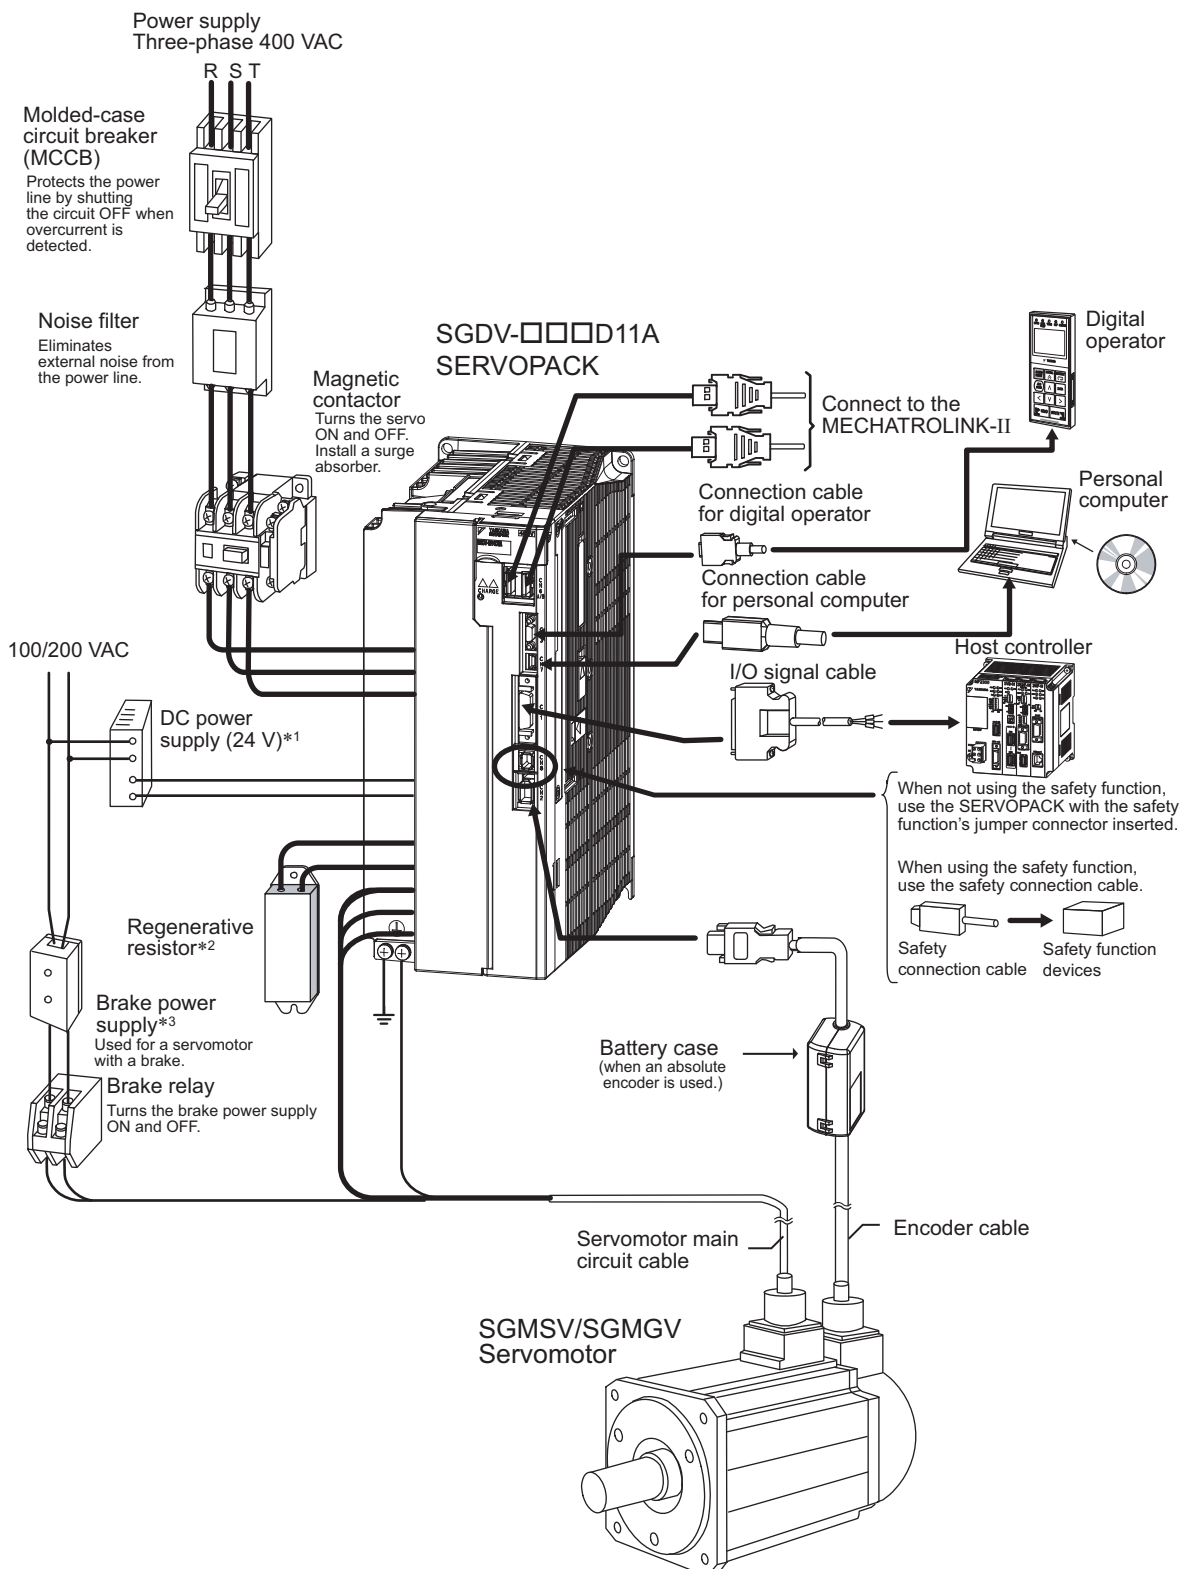 Power supply
Three-phase 400 VAC
R S T
Molded-case
circuit breaker
(MCCB)
Protects the power
line by shutting
the circuit OFF when
overcurrent is
detected.
Noise filter
Eliminates
external noise from
the power line.
Magnetic
contactor
Turns the servo
ON and OFF.
Install a surge
absorber.
SGDV-□□□D11A
SERVOPACK
Connect to the
MECHATROLINK-II
Digital
operator
Connection cable
for digital operator
Personal
computer
Connection cable
for personal computer
I/O signal cable
Host controller
CHARGE
100/200 VAC
DC power
supply (24 V)*1
When not using the safety function,
use the SERVOPACK with the safety
function's jumper connector inserted.
When using the safety function,
use the safety connection cable.
Safety
connection cable
Safety function
devices
Regenerative
resistor*2
Brake power
supply*3
Used for a servomotor
with a brake.
Brake relay
Turns the brake power supply
ON and OFF.
Battery case
(when an absolute
encoder is used.)
Servomotor main
circuit cable
Encoder cable
SGMSV/SGMGV
Servomotor